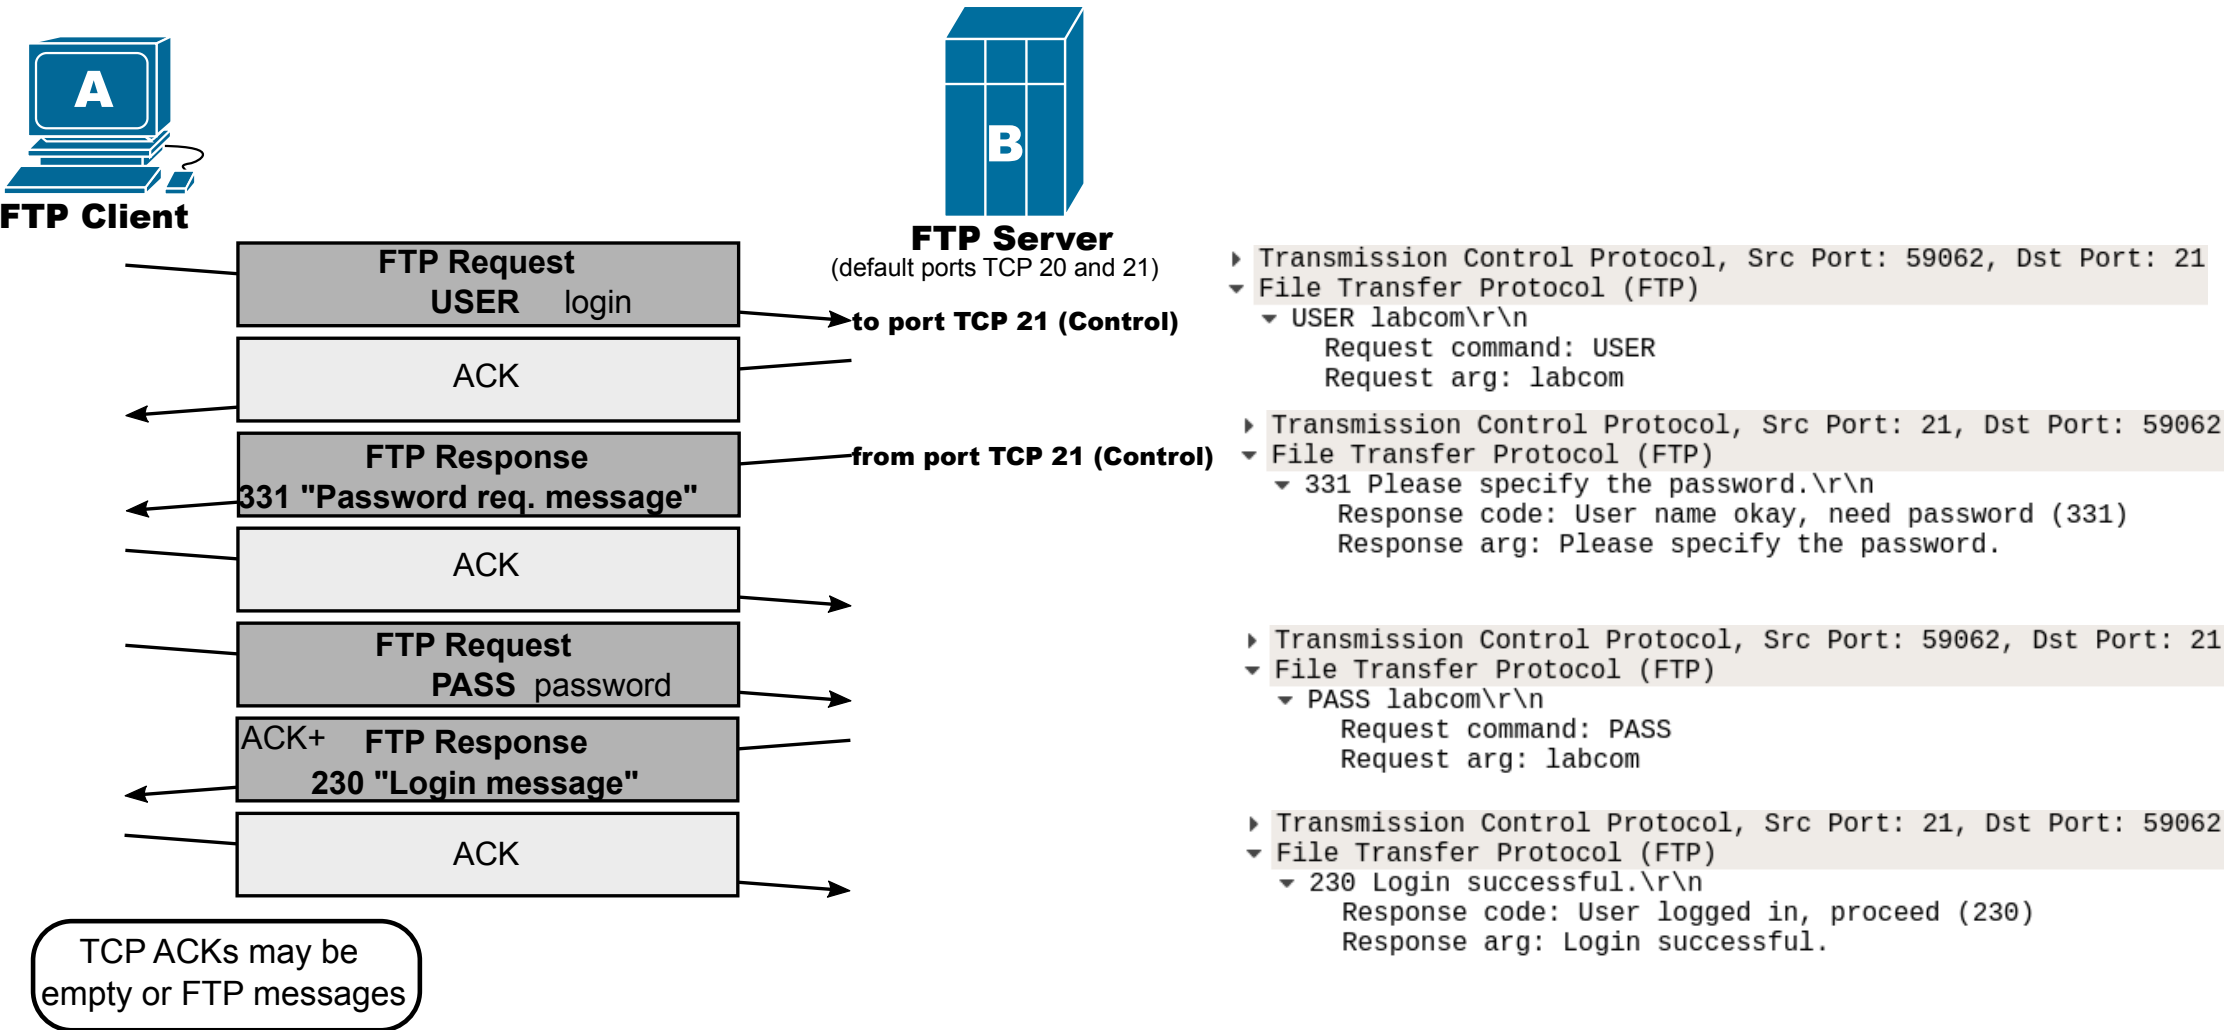 A
FTP Client
B
FTP Server
(default ports TCP 20 and 21)
FTP Request
USER login
to port TCP 21 (Control)
ACK
FTP Response
331 "Password req. message"
from port TCP 21 (Control)
ACK
FTP Request
PASS password
ACK+ FTP Response
230 "Login message"
ACK
TCP ACKs may be
empty or FTP messages
Transmission Control Protocol, Src Port: 59062, Dst Port: 21
File Transfer Protocol (FTP)
USER labcom\r\n
Request command: USER
Request arg: labcom
Transmission Control Protocol, Src Port: 21, Dst Port: 59062
File Transfer Protocol (FTP)
331 Please specify the password.\r\n
Response code: User name okay, need password (331)
Response arg: Please specify the password.
Transmission Control Protocol, Src Port: 59062, Dst Port: 21
File Transfer Protocol (FTP)
PASS labcom\r\n
Request command: PASS
Request arg: labcom
Transmission Control Protocol, Src Port: 21, Dst Port: 59062
File Transfer Protocol (FTP)
230 Login successful.\r\n
Response code: User logged in, proceed (230)
Response arg: Login successful.